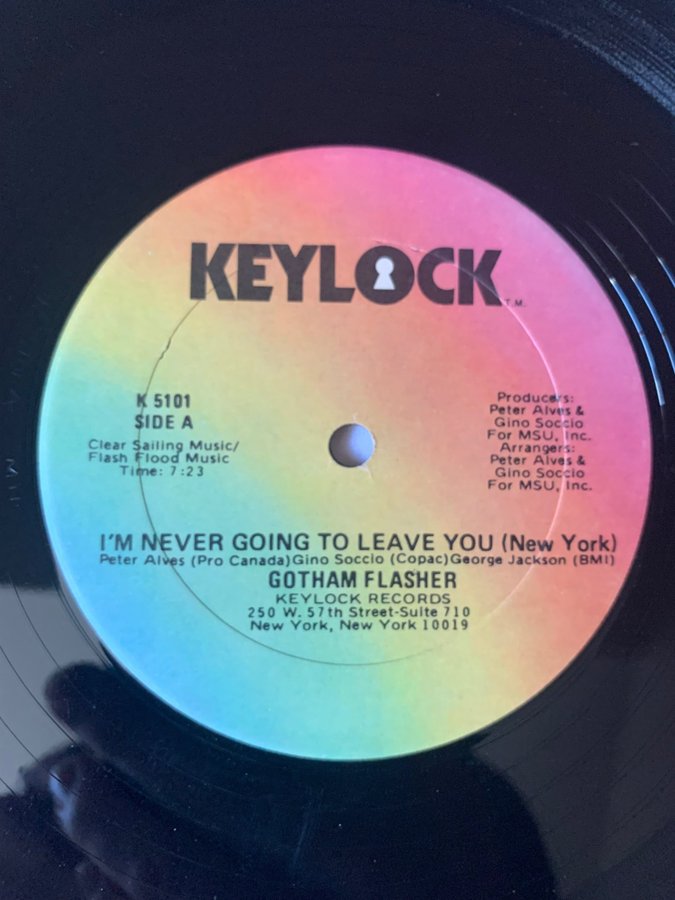 KEYLOCK T.M.
K 5101
SIDE A
Clear Sailing Music/
Flash Flood Music
Time: 7:23
Producers:
Peter Alves &
Gino Soccio
For MSU, Inc.
Arrangers:
Peter Alves &
Gino Soccio
For MSU, Inc.
I'M NEVER GOING TO LEAVE YOU (New York)
Peter Alves (Pro Canada)Gino Soccio (Copac)George Jackson (BMI)
GOTHAM FLASHER
KEYLOCK RECORDS
250 W. 57th Street-Suite 710
New York, New York 10019